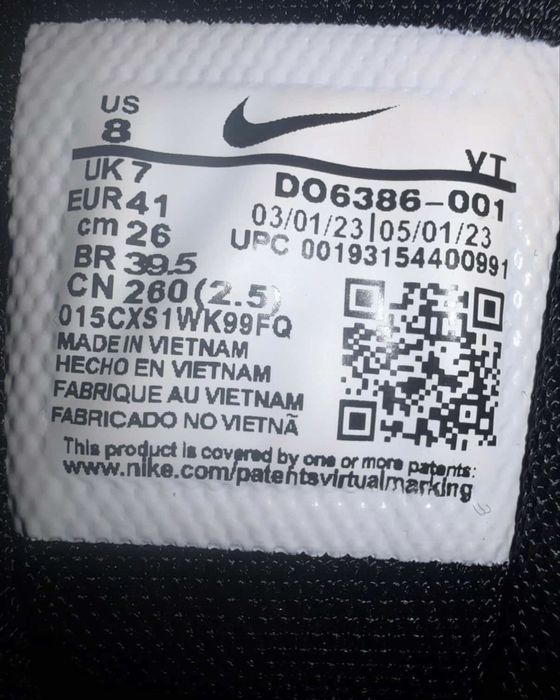 US
8
UK 7
EUR 41
cm 26
BR 39.5
CN 260 (2.5)
015CXS1WK99FQ
MADE IN VIETNAM
HECHO EN VIETNAM
FABRIQUE AU VIETNAM
FABRICADO NO VIETNÃ
VT
DO6386-001
03/01/23|05/01/23
UPC 00193154400991
This product is covered by one or more patents:
www.nike.com/patentsvirtualmarking